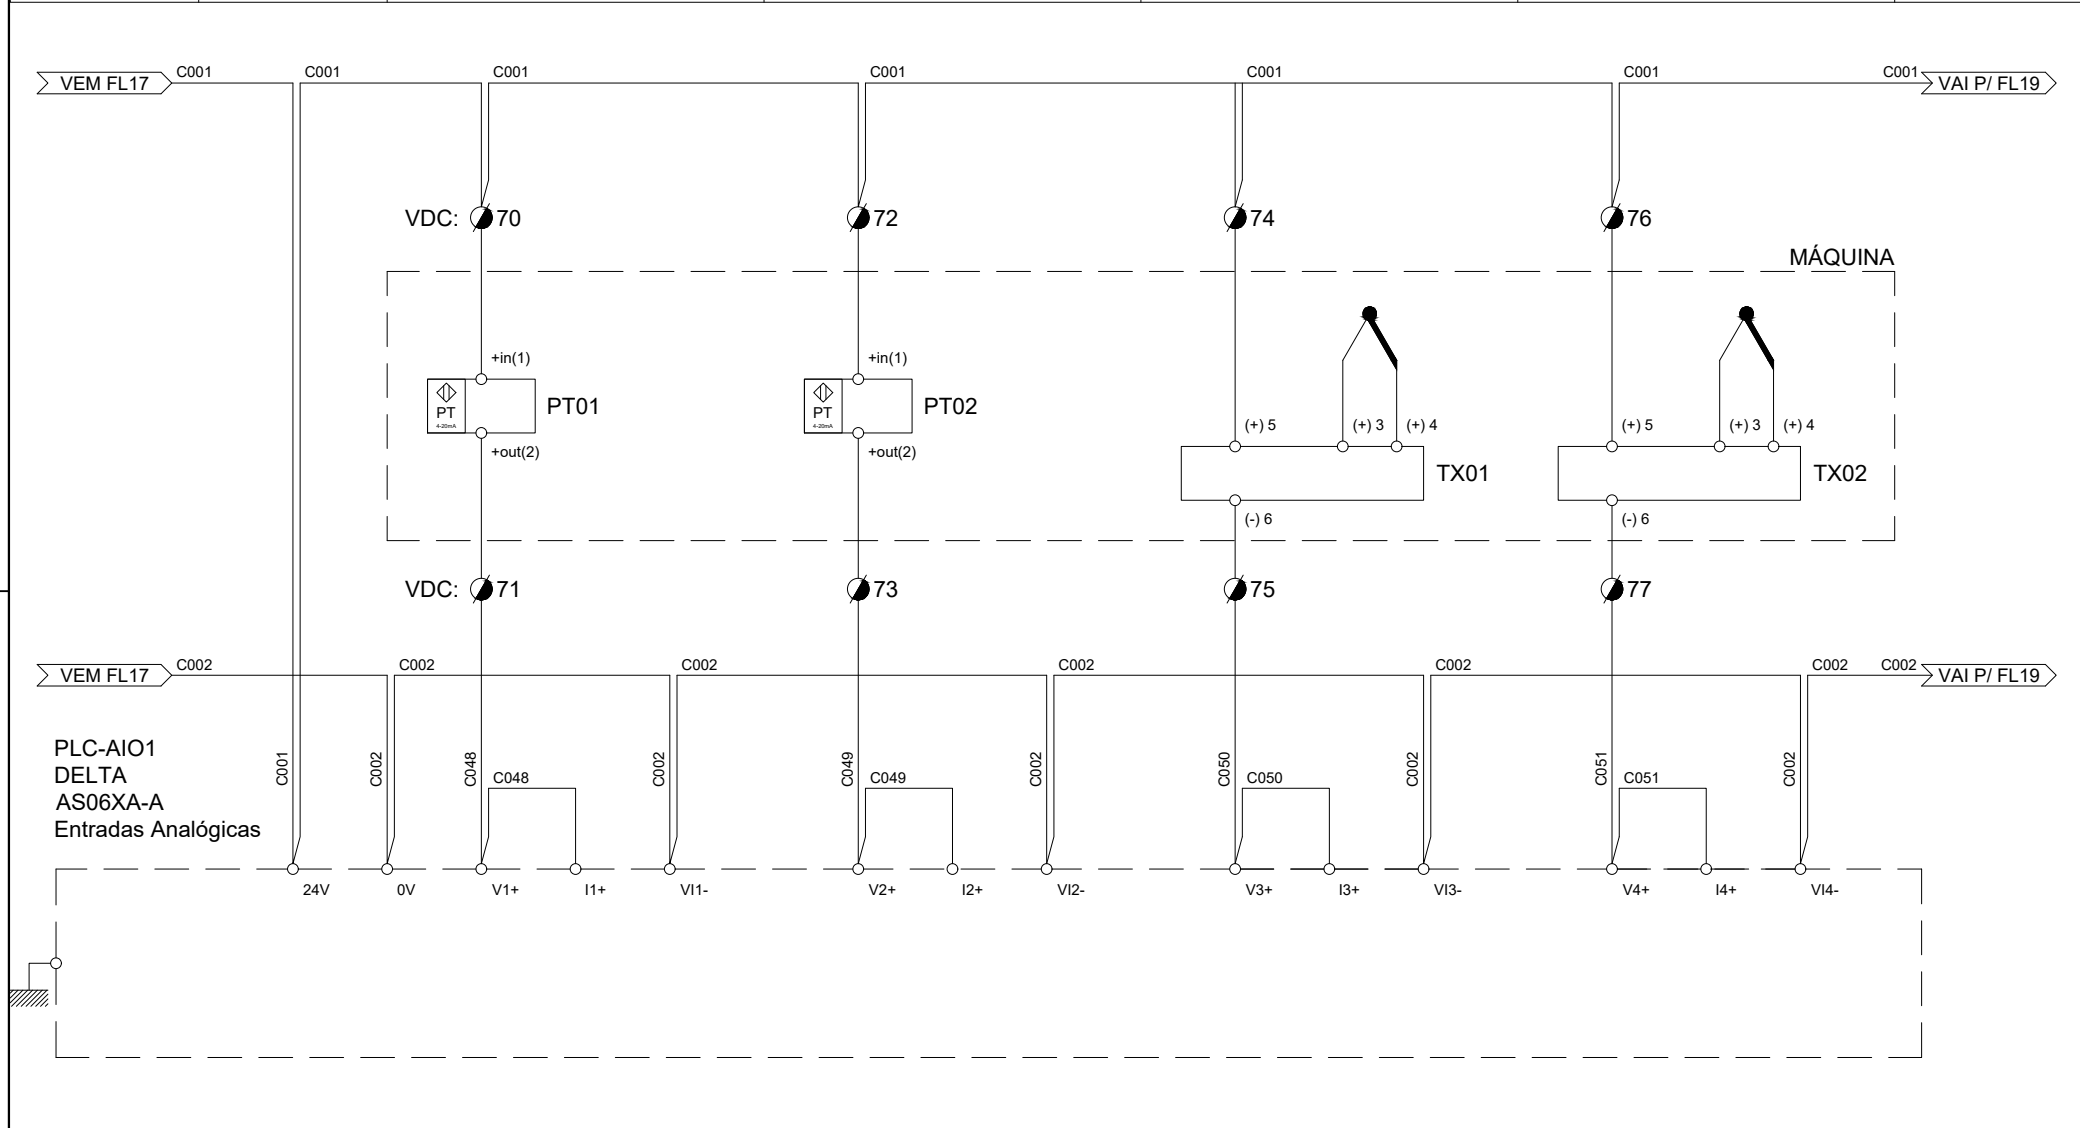 C001 C001 C001 C001 C001 C001 C001
VEM FL17 VAI P/ FL19
VDC: 70 72 74 76
MÁQUINA
+in(1) +in(1)
PT PT01 PT PT02
4-20mA 4-20mA
(+) 5 (+) 3 (+) 4 (+) 5 (+) 3 (+) 4
+out(2) +out(2)
TX01 TX02
(-) 6 (-) 6
VDC: 71 73 75 77
C002 C002 C002 C002 C002 C002 C002
VEM FL17 VAI P/ FL19
PLC-AIO1
DELTA
AS06XA-A
Entradas Analógicas
C001 C002 C048 C002 C049 C002 C050 C002 C051 C002
C048 C049 C050 C051
24V 0V V1+ I1+ VI1- V2+ I2+ VI2- V3+ I3+ VI3- V4+ I4+ VI4-